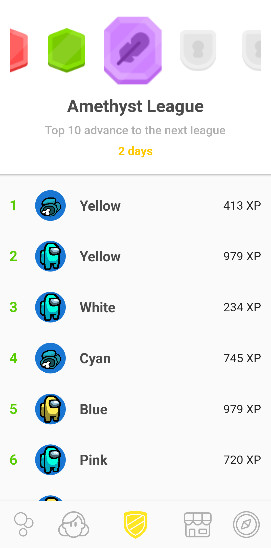 Amethyst League
Top 10 advance to the next league
2 days
1 Yellow 413 XP
2 Yellow 979 XP
3 White 234 XP
4 Cyan 745 XP
5 Blue 979 XP
6 Pink 720 XP